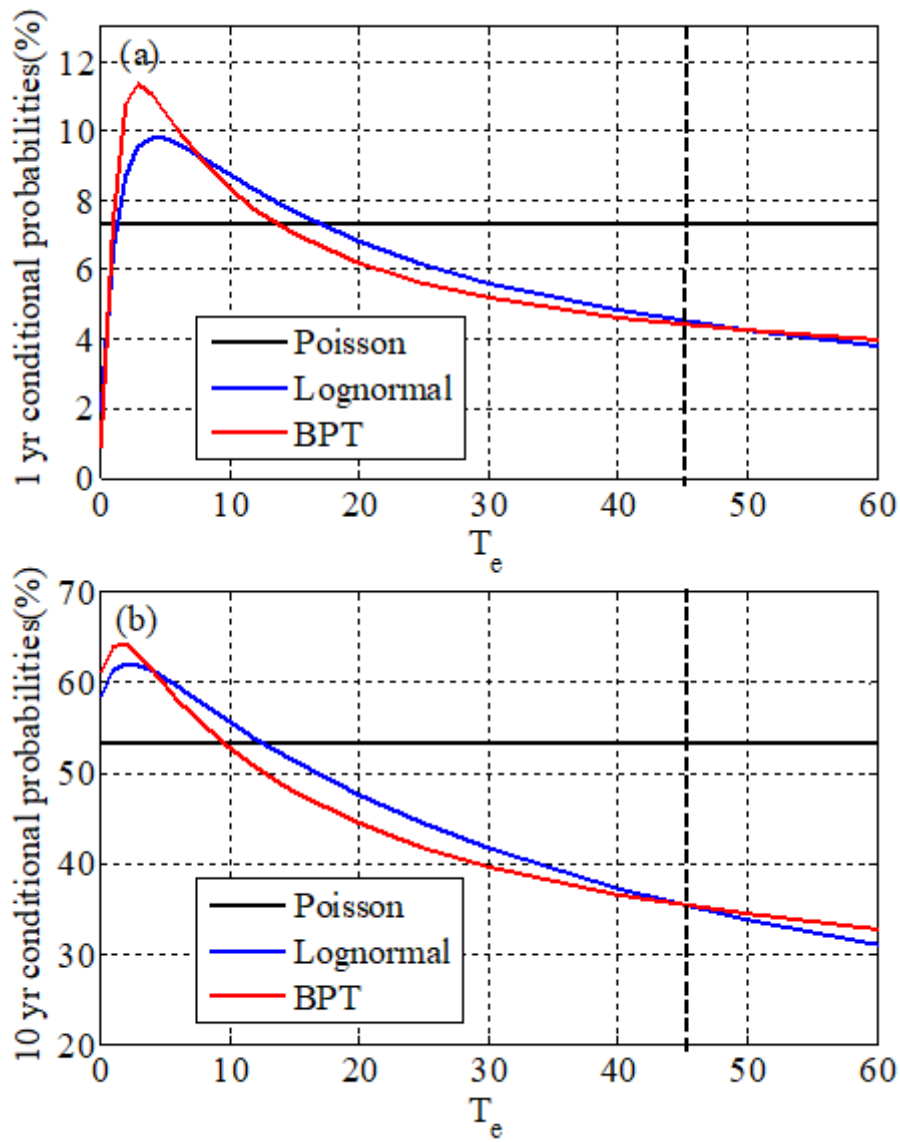 (a)
1 yr conditional probabilities(%)
12
10
8
6
4
2
0
Poisson
Lognormal
BPT
0 10 20 30 40 50 60
T_e
(b)
10 yr conditional probabilities(%)
70
60
50
40
30
20
Poisson
Lognormal
BPT
0 10 20 30 40 50 60
T_e